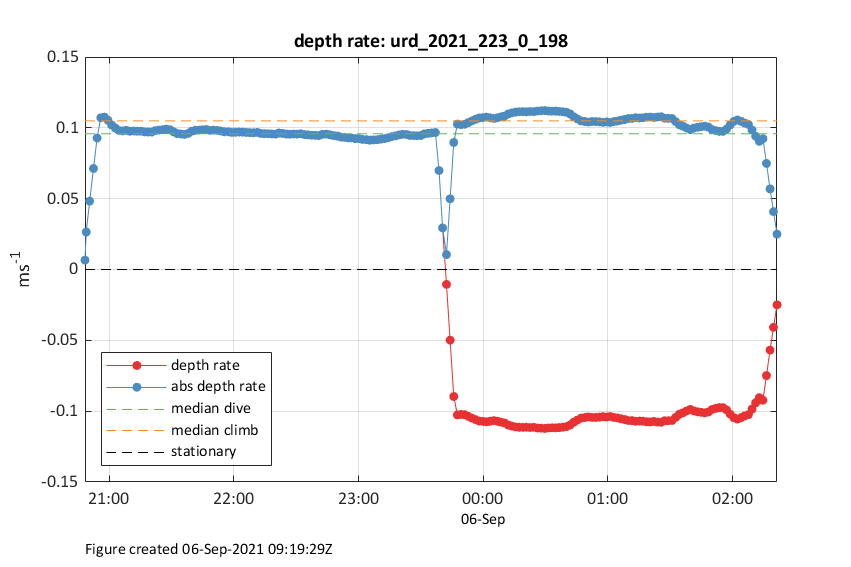 depth rate: urd_2021_223_0_198
0.15
0.1
0.05
0
-0.05
-0.1
-0.15
ms-1
depth rate
abs depth rate
median dive
median climb
stationary
21:00 22:00 23:00 00:00 01:00 02:00
06-Sep
Figure created 06-Sep-2021 09:19:29Z